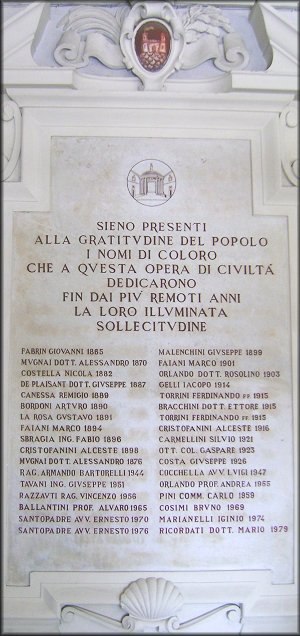 SIENO PRESENTI
ALLA GRATITVDINE DEL POPOLO
I NOMI DI COLORO
CHE A QVESTA OPERA DI CIVILTÁ
DEDICARONO
FIN DAI PIV REMOTI ANNI
LA LORO ILLVMINATA
SOLLECITVDINE
FABRIN GIOVANNI 1865
MVGNAI DOTT. ALESSANDRO 1870
COSTELLA NICOLA 1882
DE PLAISANT DOTT. GIVSEPPE 1887
CANESSA REMIGIO 1889
BORDONI ARTVRO 1890
LA ROSA GVSTAVO 1891
FAIANI MARCO 1894
SBRAGIA ING. FABIO 1896
CRISTOFANINI ALCESTE 1898
MVGNAI DOTT. ALESSANDRO 1876
RAG. ARMANDO BARTORELLI 1944
TAVANI ING. GIVSEPPE 1951
RAZZAVTI RAG. VINCENZO 1956
BALLANTINI PROF. ALVARO 1965
SANTOPADRE AVV. ERNESTO 1970
SANTOPADRE AVV. ERNESTO 1976
MALENCHINI GIVSEPPE 1899
FAIANI MARCO 1901
ORLANDO DOTT. ROSOLINO 1903
GELLI IACOPO 1914
TORRINI FERDINANDO FF 1915
BRACCHINI DOTT. ETTORE 1915
TORRINI FERDINANDO FF 1915
CRISTOFANINI ALCESTE 1916
CARMELLINI SILVIO 1921
OTT. COL. GASPARE 1923
COSTA GIVSEPPE 1926
CVCCHELLA AVV. LVIGI 1947
ORLANDO PROF. ANDREA 1955
PINI COMM. CARLO 1959
COSIMI BRVNO 1969
MARIANELLI IGINIO 1974
RICORDATI DOTT. MARIO 1979